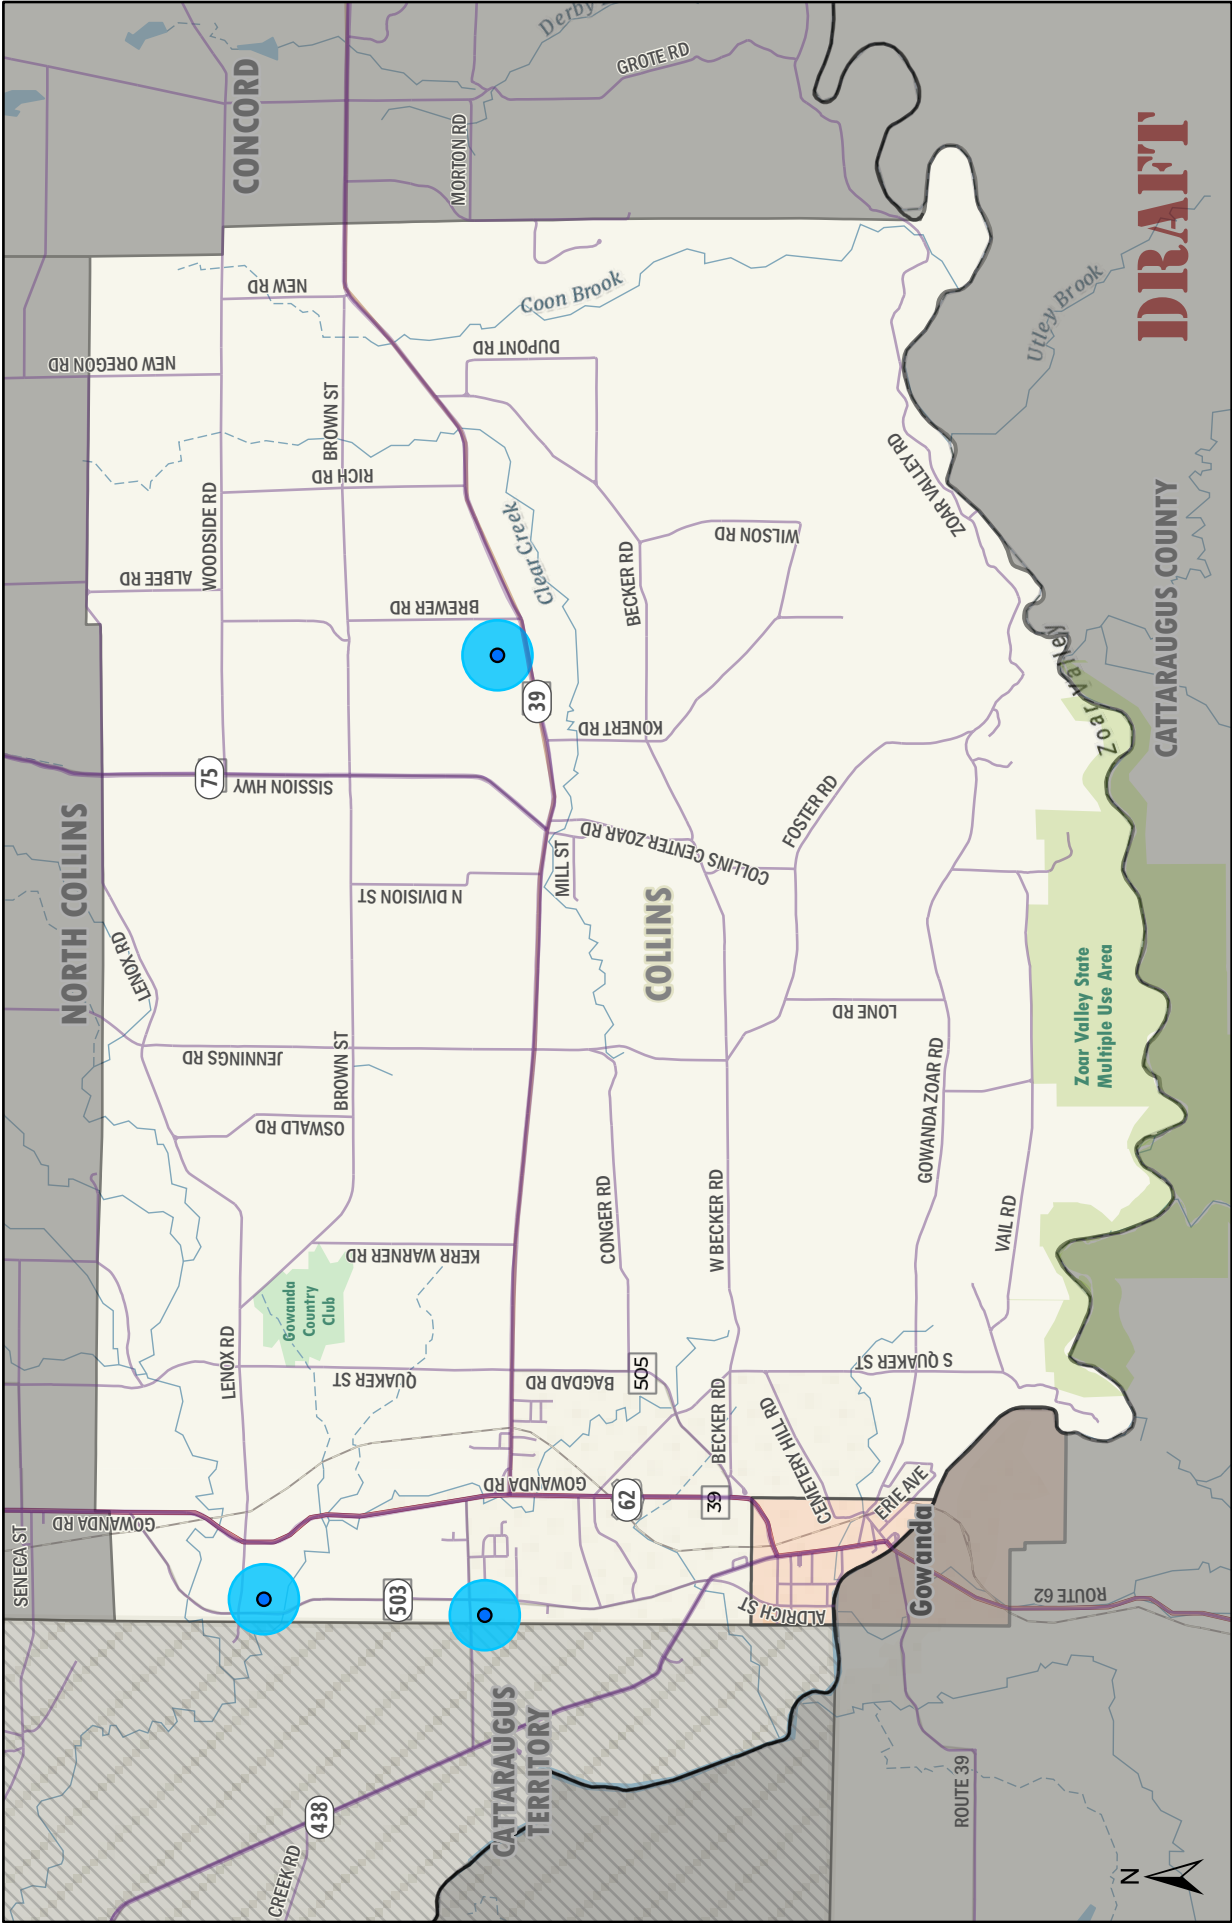 Derby
GROTE RD
CONCORD
MORTON RD
DRAFT
NEW RD
Coon Brook
Utley Brook
NEW OREGON RD
DUPONT RD
BROWN ST
ZOAR VALLEY RD
RICH RD
WOODSIDE RD
Clear Creek
WILSON RD
CATTARAUGUS COUNTY
ALBEE RD
BECKER RD
BREWER RD
Zoar Valley
39
KONERT RD
75
SISSION HWY
FOSTER RD
NORTH COLLINS
COLLINS CENTER ZOAR RD
MILL ST
N DIVISION ST
COLLINS
LENOX RD
Zoar Valley State
Multiple Use Area
LONE RD
JENNINGS RD
BROWN ST
GOWANDA ZOAR RD
OSWALD RD
CONGER RD
W BECKER RD
VAIL RD
KERR WARNER RD
Gowanda
Country
Club
LENOX RD
QUAKER ST
BAGDAD RD
505
S QUAKER ST
BECKER RD
CEMETERY HILL RD
GOWANDA RD
62
39
ERIE AVE
GOWANDA RD
SENECA ST
Gowanda
503
ALDRICH ST
ROUTE 62
CATTARAUGUS
TERRITORY
438
CREEK RD
ROUTE 39
N